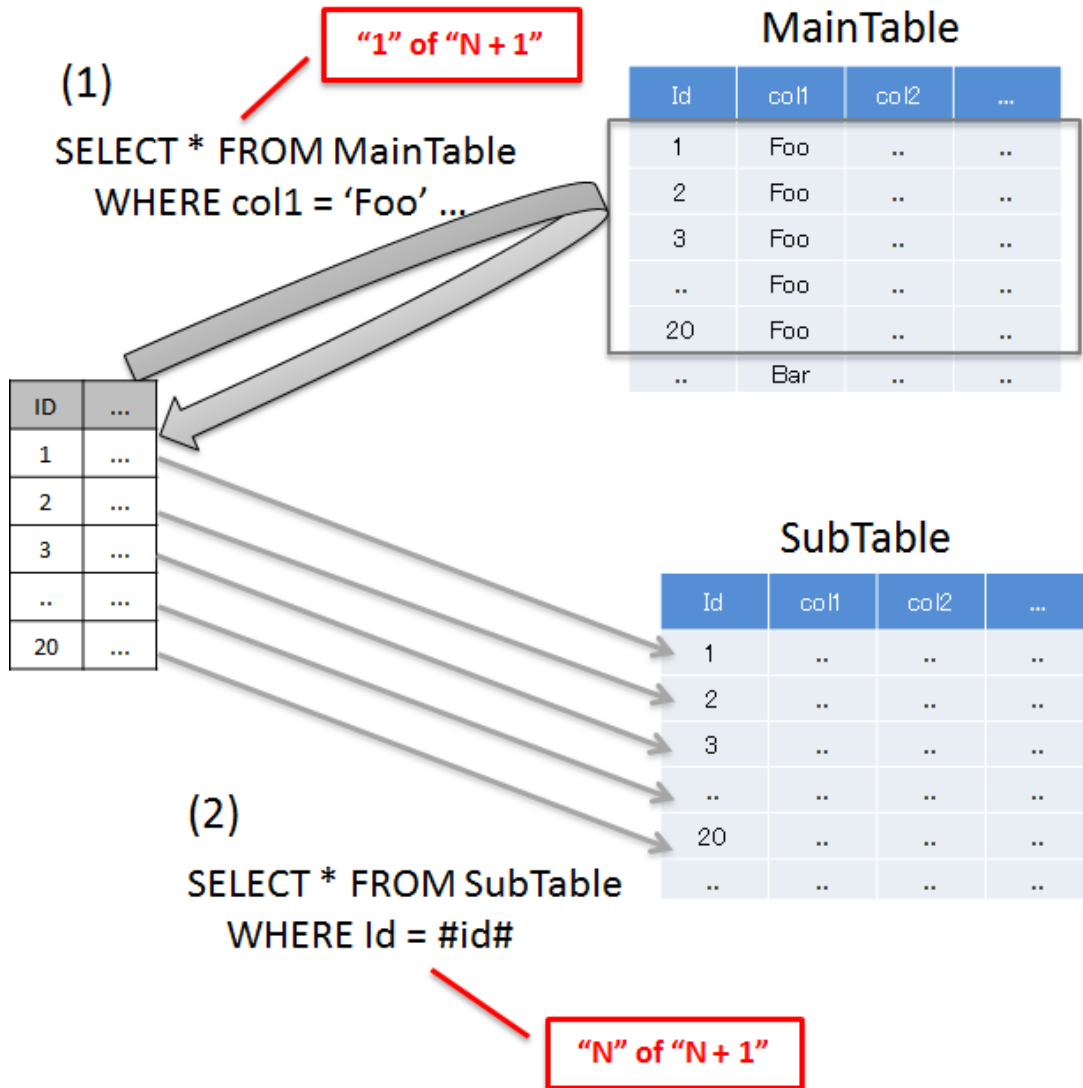 “1” of “N + 1”
MainTable
(1)
SELECT * FROM MainTable
WHERE col1 = ‘Foo’ ...
Id col1 col2 ...
1 Foo .. ..
2 Foo .. ..
3 Foo .. ..
.. Foo .. ..
20 Foo .. ..
.. Bar .. ..
ID ...
1 ...
2 ...
3 ...
.. ...
20 ...
SubTable
Id col1 col2 ...
1 .. .. ..
2 .. .. ..
3 .. .. ..
.. .. .. ..
20 .. .. ..
.. .. .. ..
(2)
SELECT * FROM SubTable
WHERE Id = #id#
“N” of “N + 1”